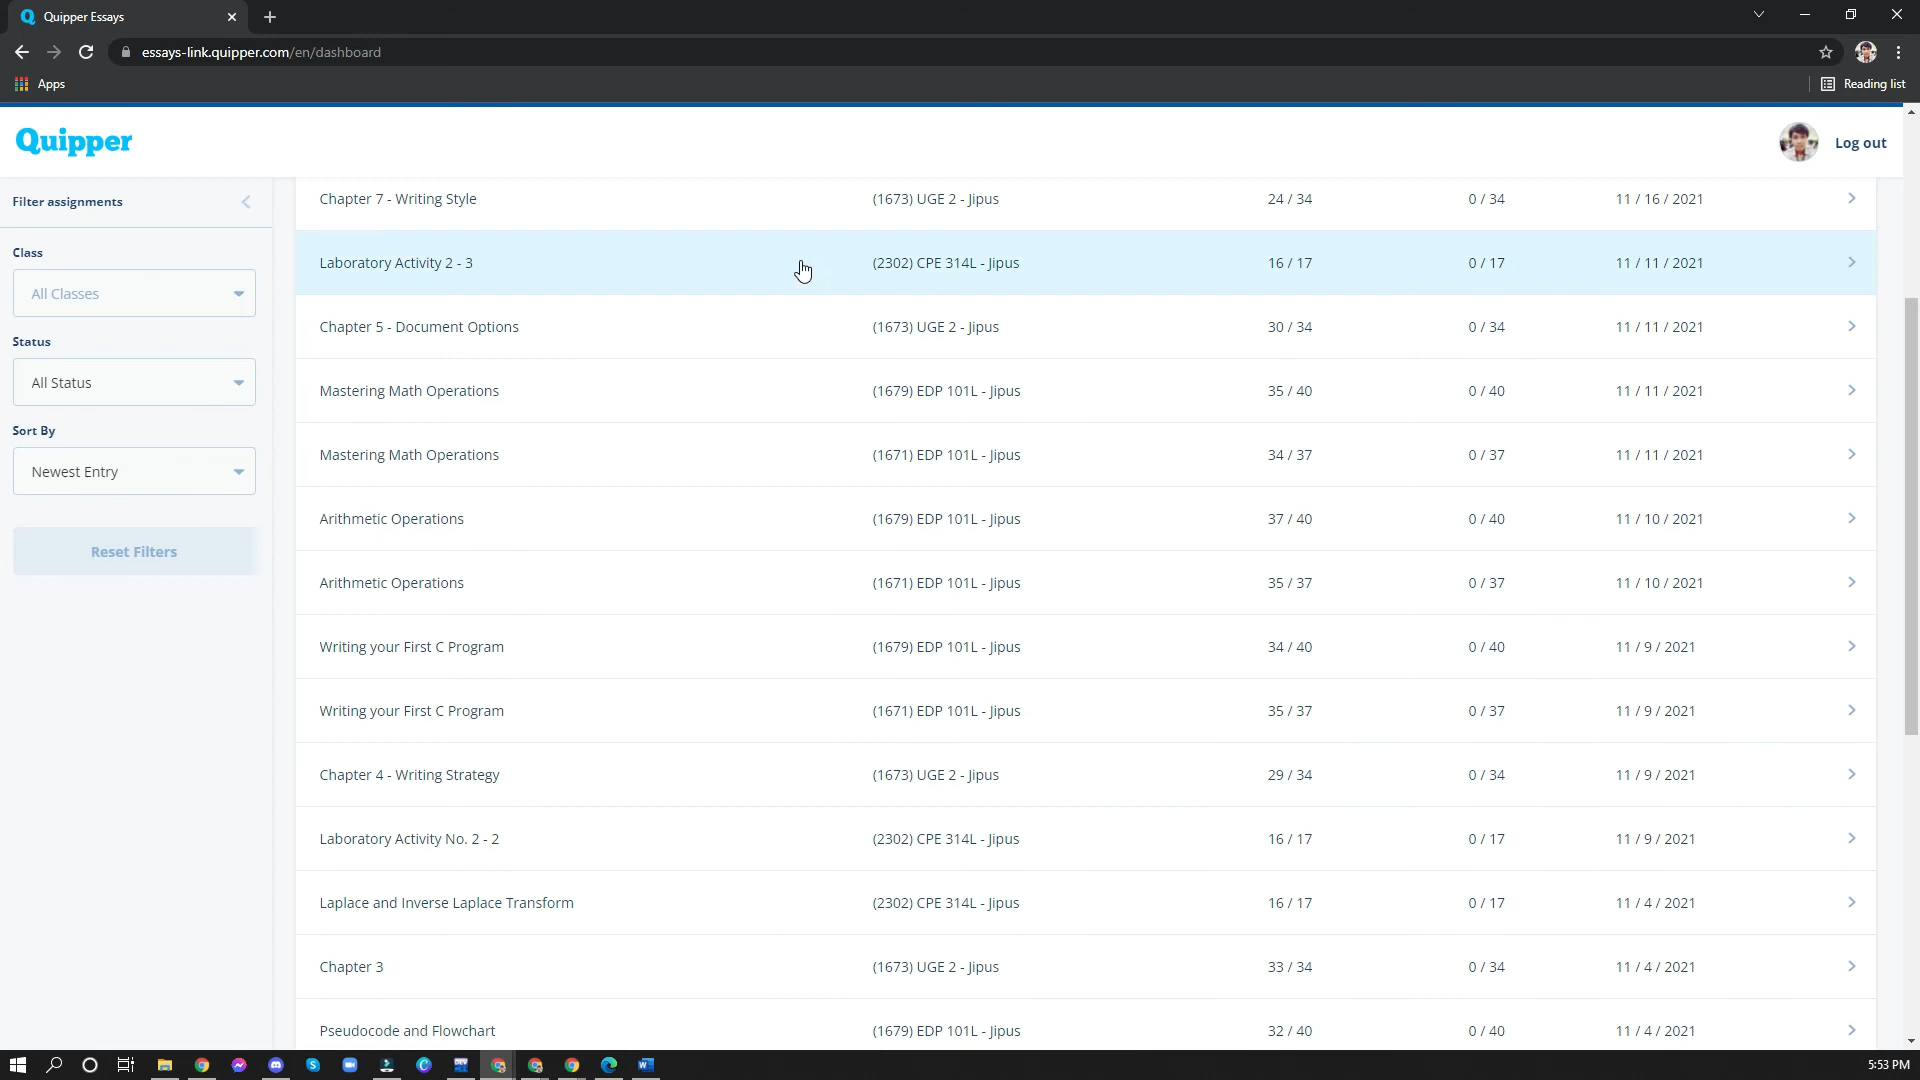 Quipper Essays
essays-link.quipper.com/en/dashboard
Apps
Reading list
Quipper
Log out
Filter assignments
Class
All Classes
Status
All Status
Sort By
Newest Entry
Reset Filters
Chapter 7 - Writing Style (1673) UGE 2 - Jipus 24 / 34 0 / 34 11 / 16 / 2021
Laboratory Activity 2 - 3 (2302) CPE 314L - Jipus 16 / 17 0 / 17 11 / 11 / 2021
Chapter 5 - Document Options (1673) UGE 2 - Jipus 30 / 34 0 / 34 11 / 11 / 2021
Mastering Math Operations (1679) EDP 101L - Jipus 35 / 40 0 / 40 11 / 11 / 2021
Mastering Math Operations (1671) EDP 101L - Jipus 34 / 37 0 / 37 11 / 11 / 2021
Arithmetic Operations (1679) EDP 101L - Jipus 37 / 40 0 / 40 11 / 10 / 2021
Arithmetic Operations (1671) EDP 101L - Jipus 35 / 37 0 / 37 11 / 10 / 2021
Writing your First C Program (1679) EDP 101L - Jipus 34 / 40 0 / 40 11 / 9 / 2021
Writing your First C Program (1671) EDP 101L - Jipus 35 / 37 0 / 37 11 / 9 / 2021
Chapter 4 - Writing Strategy (1673) UGE 2 - Jipus 29 / 34 0 / 34 11 / 9 / 2021
Laboratory Activity No. 2 - 2 (2302) CPE 314L - Jipus 16 / 17 0 / 17 11 / 9 / 2021
Laplace and Inverse Laplace Transform (2302) CPE 314L - Jipus 16 / 17 0 / 17 11 / 4 / 2021
Chapter 3 (1673) UGE 2 - Jipus 33 / 34 0 / 34 11 / 4 / 2021
Pseudocode and Flowchart (1679) EDP 101L - Jipus 32 / 40 0 / 40 11 / 4 / 2021
5:53 PM